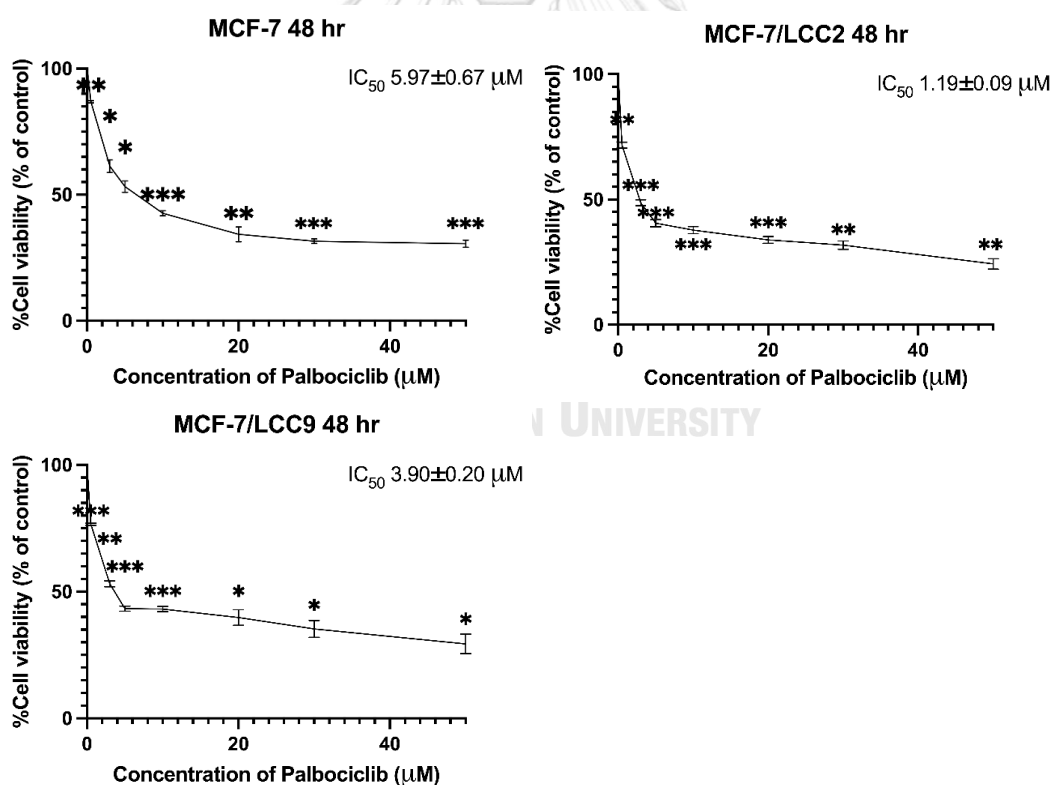 MCF-7 48 hr
IC50 5.97±0.67 μM
%Cell viability (% of control)
100
50
0
** * * *** ** *** ***
0 20 40
Concentration of Palbociclib (μM)
MCF-7/LCC2 48 hr
IC50 1.19±0.09 μM
%Cell viability (% of control)
100
50
0
** *** *** *** *** ** **
0 20 40
Concentration of Palbociclib (μM)
N UNIVERSITY
MCF-7/LCC9 48 hr
IC50 3.90±0.20 μM
%Cell viability (% of control)
100
50
0
*** ** *** *** * * *
0 20 40
Concentration of Palbociclib (μM)